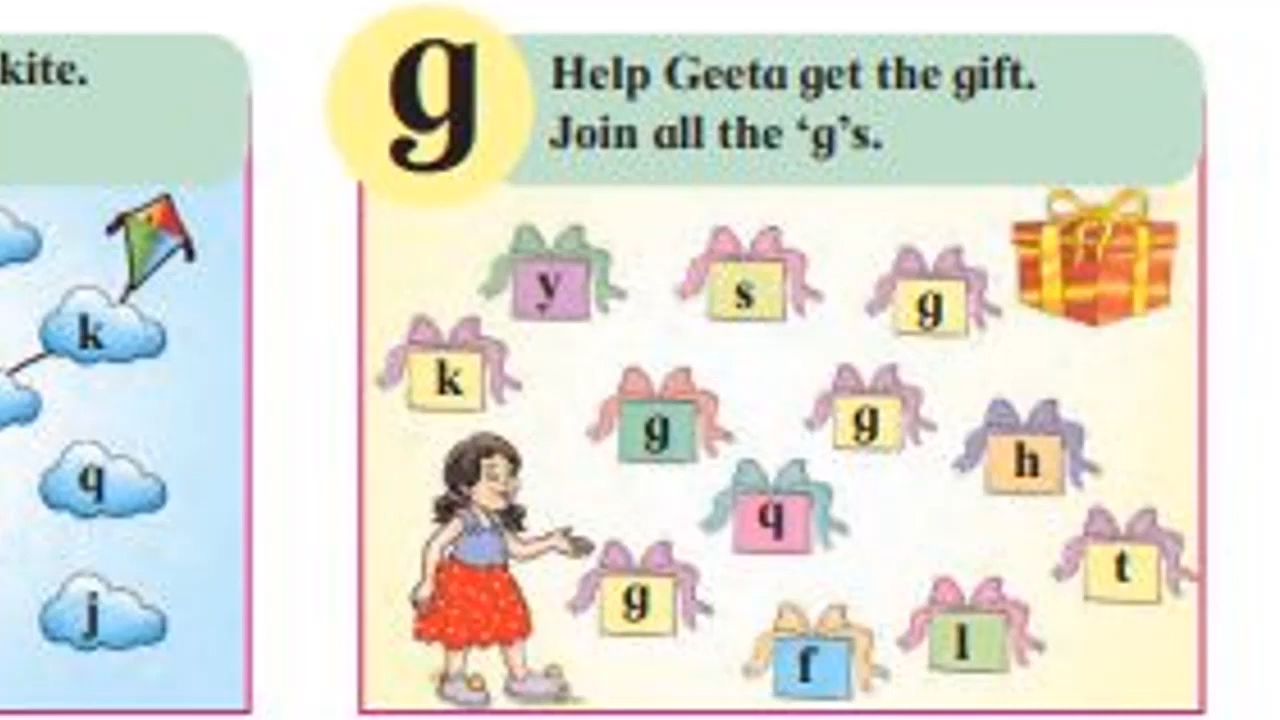 kite.
k
q
j
g
Help Geeta get the gift.
Join all the ‘g’s.
y
s
g
k
g
g
h
q
t
g
f
l